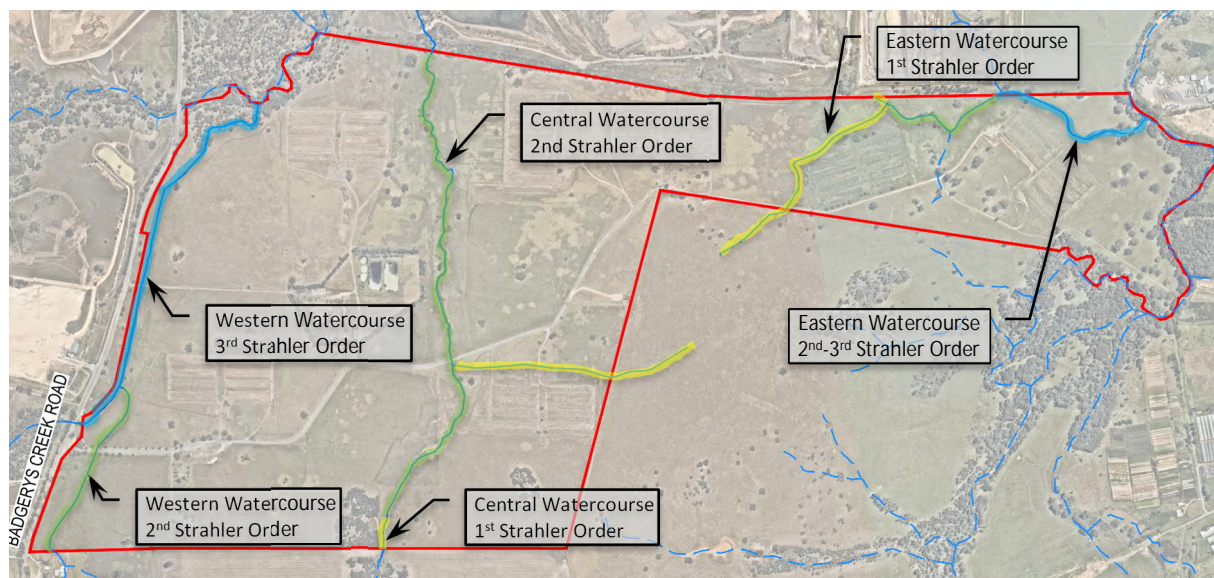 Eastern Watercourse
1st Strahler Order
Central Watercourse
2nd Strahler Order
Western Watercourse
3rd Strahler Order
Eastern Watercourse
2nd-3rd Strahler Order
BADGERYS CREEK ROAD
Western Watercourse
2nd Strahler Order
Central Watercourse
1st Strahler Order